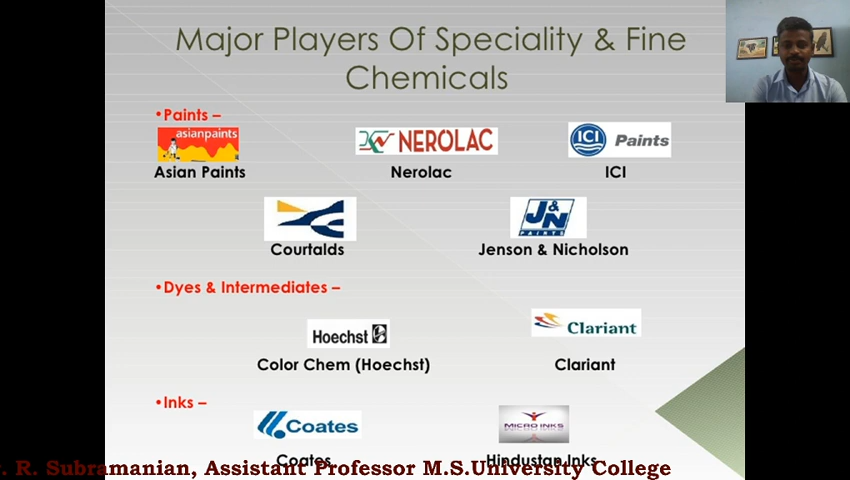 Major Players Of Speciality & Fine
Chemicals
•Paints –
asianpaints
NEROLAC
ICI Paints
Asian Paints
Nerolac
ICI
J&N
PAINTS
Courtalds
Jenson & Nicholson
•Dyes & Intermediates –
Hoechst
Clariant
Color Chem (Hoechst)
Clariant
•Inks –
Coates
MICRO INKS
Coates
Hindustan Inks
. R. Subramanian, Assistant Professor M.S.University College